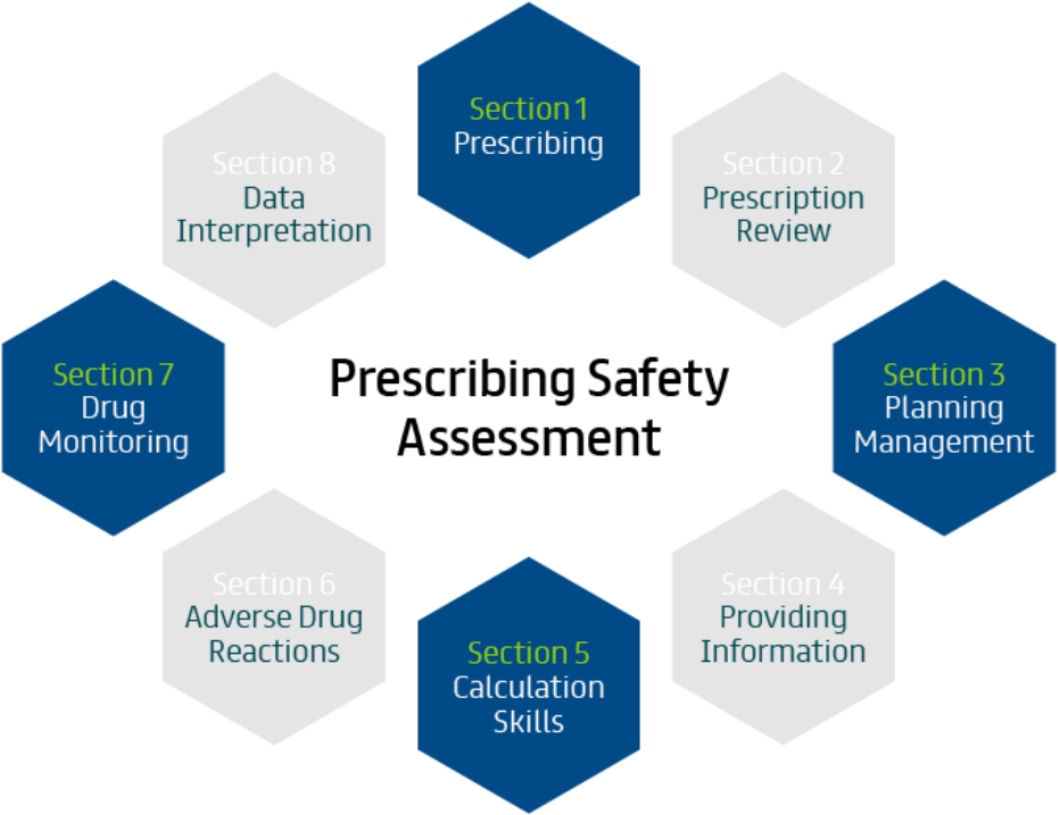 Section 1
Prescribing
Section 2
Prescription
Review
Section 3
Planning
Management
Section 4
Providing
Information
Section 5
Calculation
Skills
Section 6
Adverse Drug
Reactions
Section 7
Drug
Monitoring
Section 8
Data
Interpretation
Prescribing Safety
Assessment